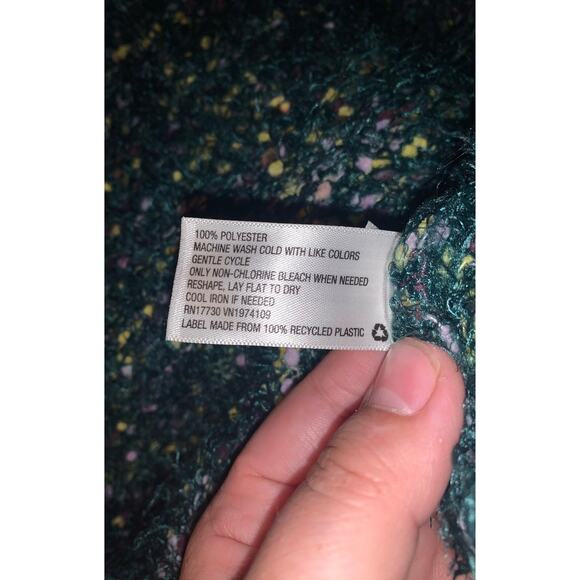 100% POLYESTER
MACHINE WASH COLD WITH LIKE COLORS
GENTLE CYCLE
ONLY NON-CHLORINE BLEACH WHEN NEEDED
RESHAPE, LAY FLAT TO DRY
COOL IRON IF NEEDED
RN17730 VN1974109
LABEL MADE FROM 100% RECYCLED PLASTIC